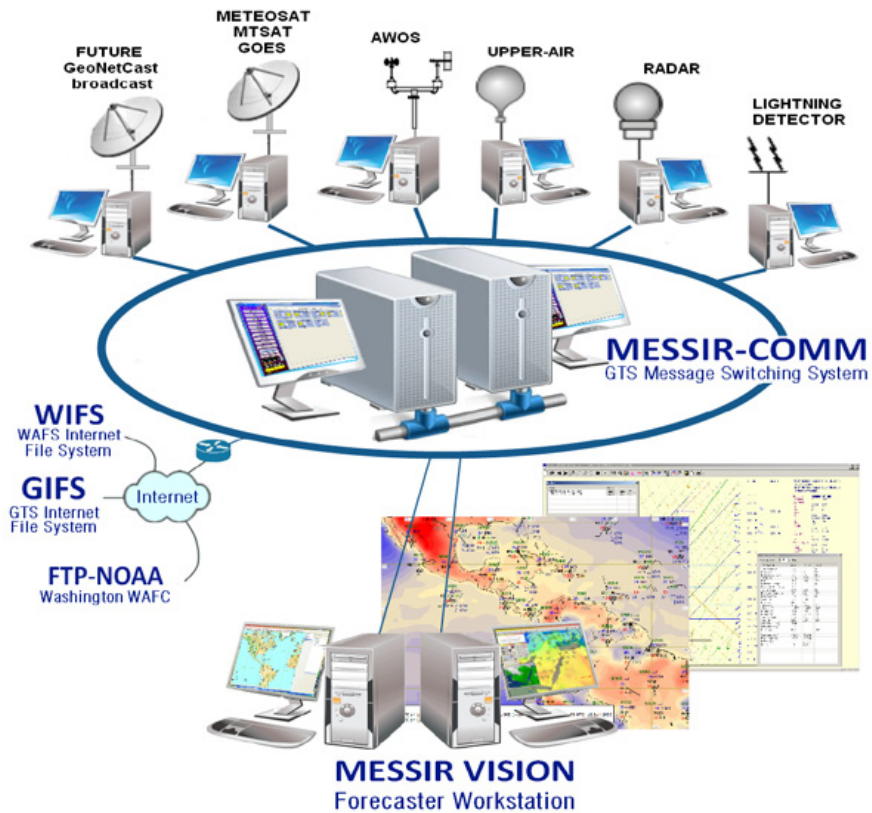 FUTURE
GeoNetCast
broadcast
METEOSAT
MTSAT
GOES
AWOS
UPPER-AIR
RADAR
LIGHTNING
DETECTOR
MESSIR-COMM
GTS Message Switching System
WIFS
WAFS Internet
File System
GIFS
GTS Internet
File System
Internet
FTP-NOAA
Washington WAFC
MESSIR VISION
Forecaster Workstation